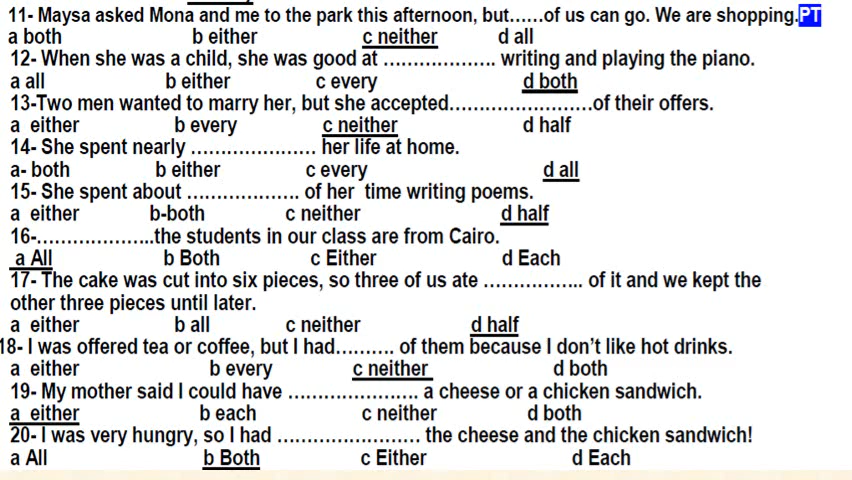 11- Maysa asked Mona and me to the park this afternoon, but……of us can go. We are shopping.PT
a both b either c neither d all
12- When she was a child, she was good at ………………. writing and playing the piano.
a all b either c every d both
13-Two men wanted to marry her, but she accepted……………………of their offers.
a either b every c neither d half
14- She spent nearly ………………… her life at home.
a- both b either c every d all
15- She spent about ………………. of her time writing poems.
a either b-both c neither d half
16-………………..the students in our class are from Cairo.
a All b Both c Either d Each
17- The cake was cut into six pieces, so three of us ate …………….. of it and we kept the
other three pieces until later.
a either b all c neither d half
18- I was offered tea or coffee, but I had………. of them because I don’t like hot drinks.
a either b every c neither d both
19- My mother said I could have …………………. a cheese or a chicken sandwich.
a either b each c neither d both
20- I was very hungry, so I had …………………… the cheese and the chicken sandwich!
a All b Both c Either d Each